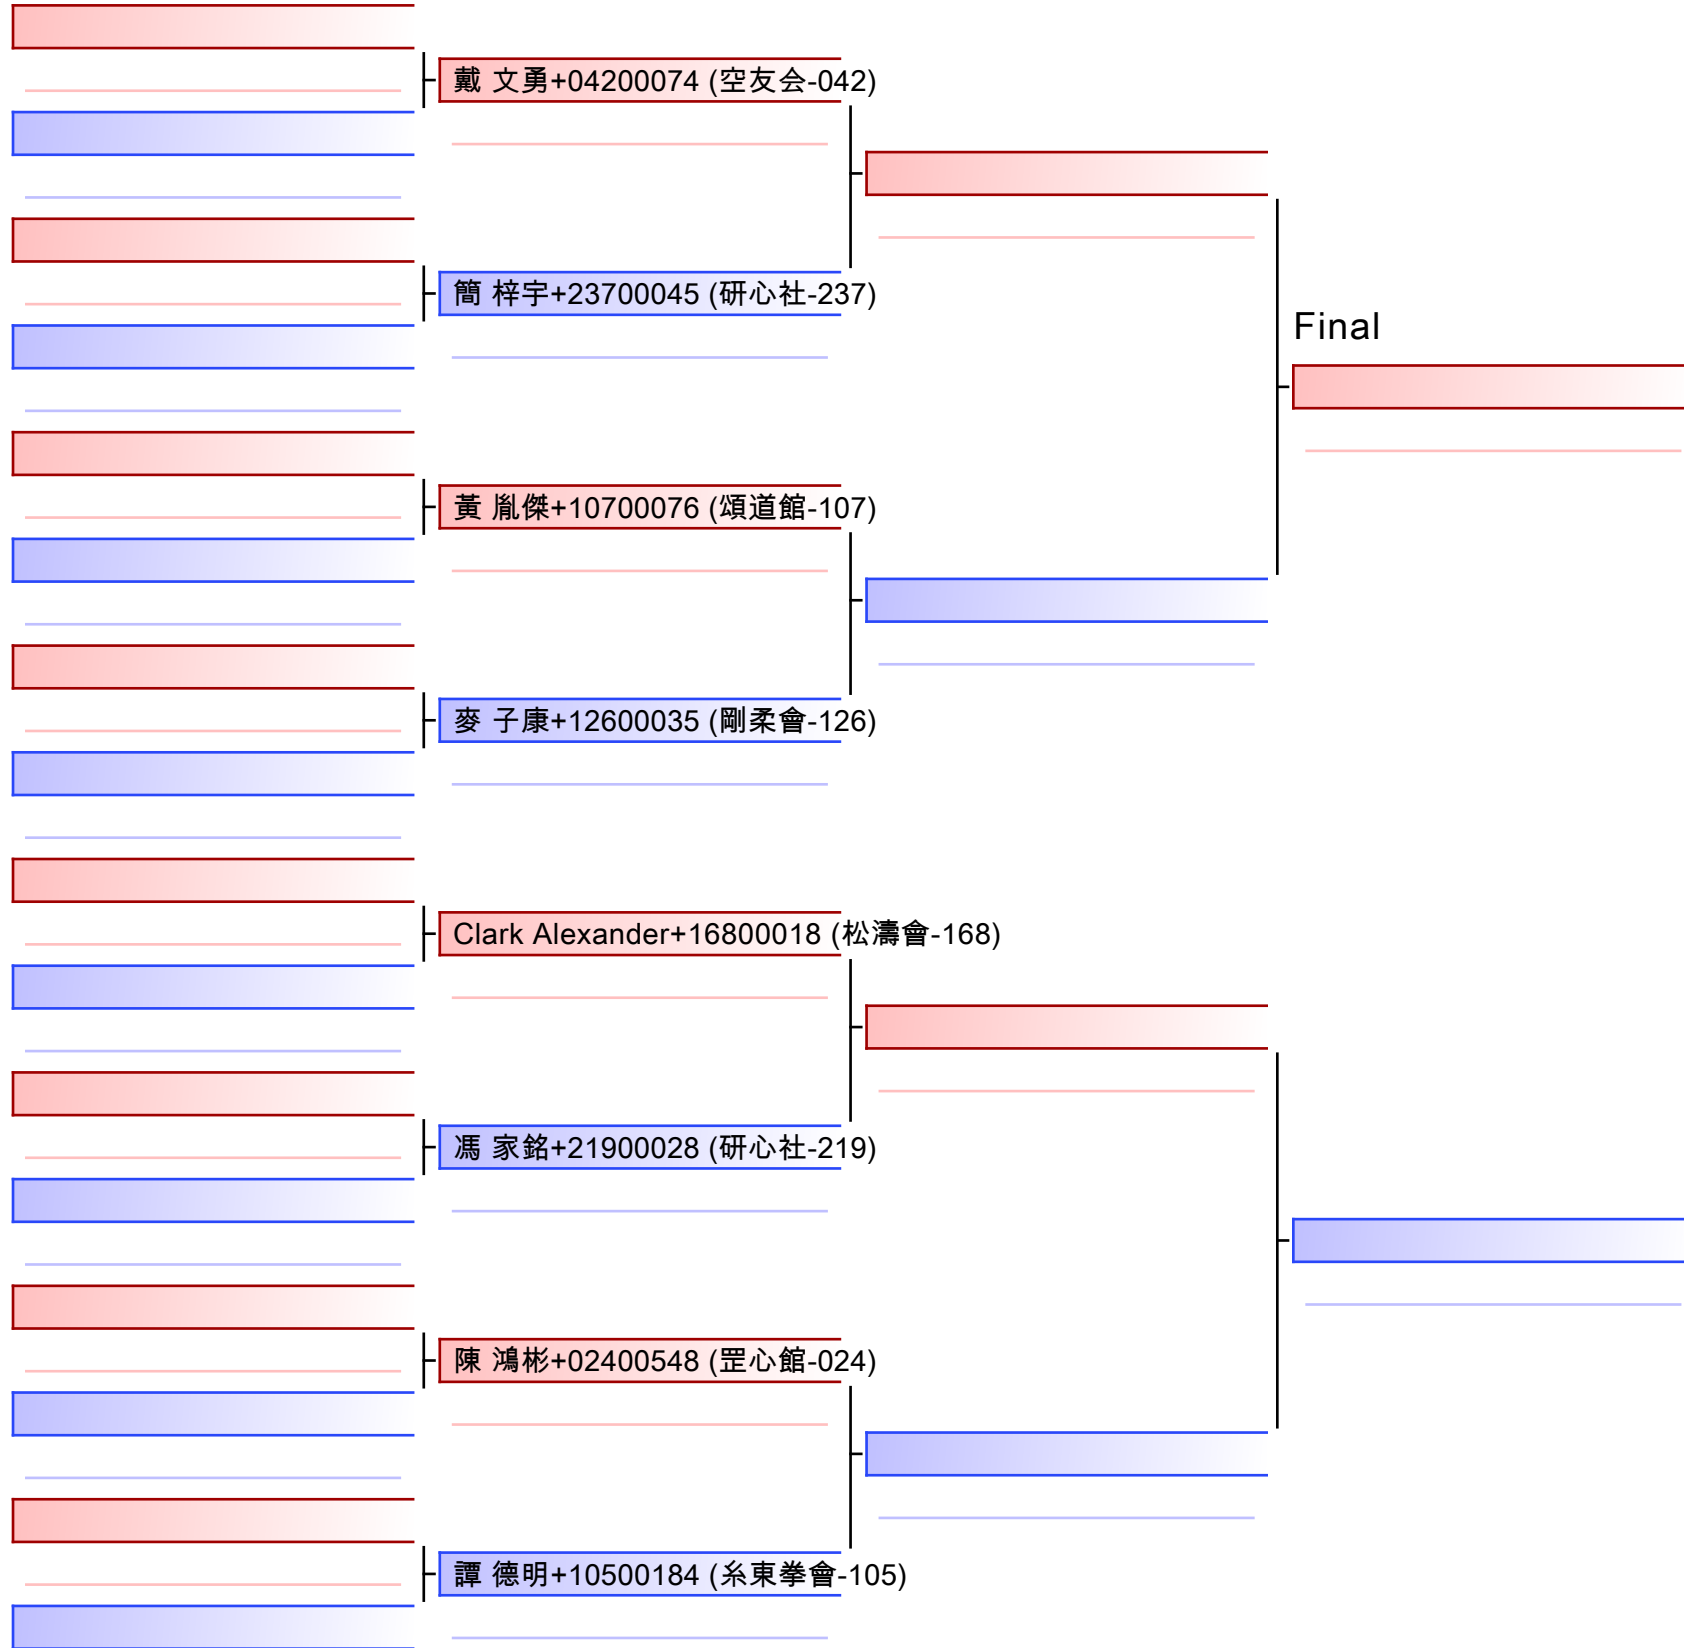 戴 文勇+04200074 (空友会-042)
簡 梓宇+23700045 (研心社-237)
Final
黃 胤傑+10700076 (頌道館-107)
麥 子康+12600035 (剛柔會-126)
Clark Alexander+16800018 (松濤會-168)
馮 家銘+21900028 (研心社-219)
陳 鴻彬+02400548 (罡心館-024)
譚 德明+10500184 (糸東拳會-105)